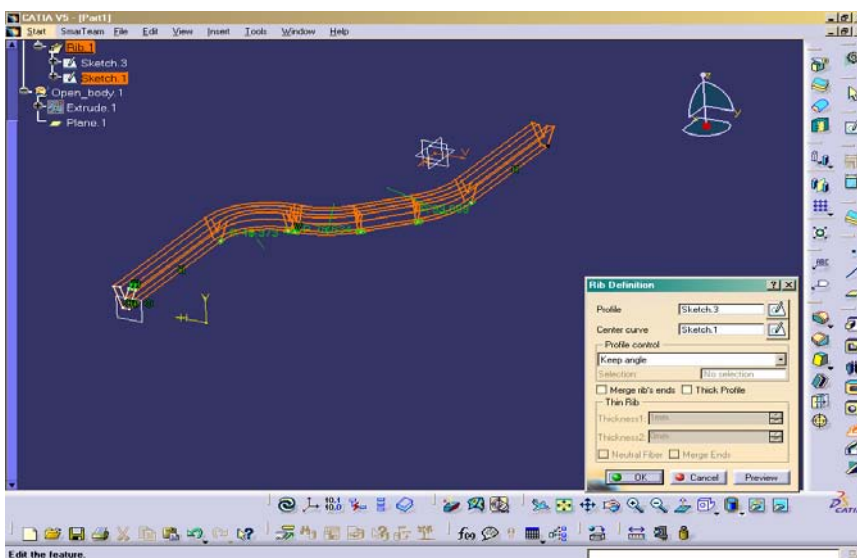 CATIA V5 - [Part1]
Start SmarTeam File Edit View Insert Tools Window Help
Rib.1
Sketch.3
Sketch.1
Open_body.1
Extrude.1
Plane.1
Rib Definition
Profile Sketch.3
Center curve Sketch.1
Profile control
Keep angle
Selection: No selection
Merge rib's ends Thick Profile
Thin Rib
Thickness1: 1mm
Thickness2: 0mm
Neutral Fiber Merge Ends
OK Cancel Preview
Edit the feature.